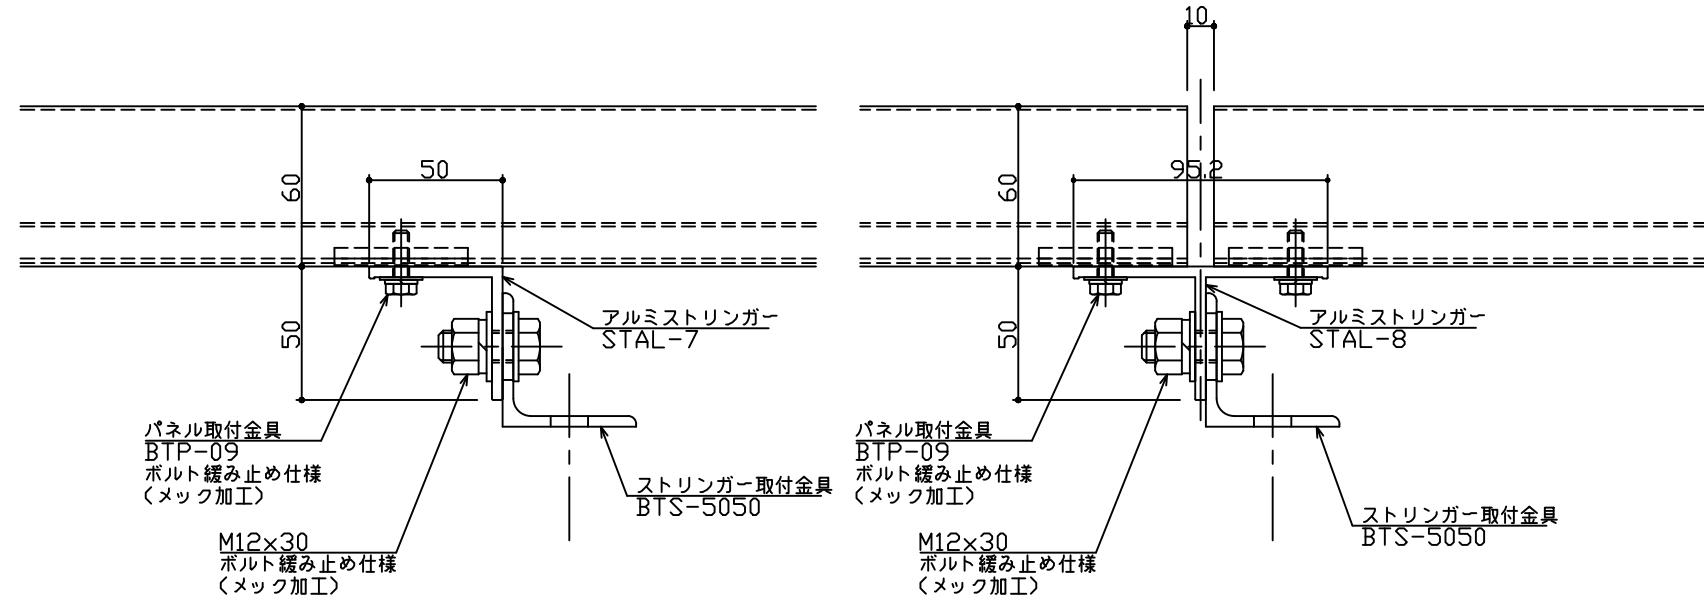 50
60
50
アルミストリンガー
STAL-7
パネル取付金具
BTP-09
ボルト緩み止め仕様
(メック加工)
ストリンガー取付金具
BTS-5050
M12x30
ボルト緩み止め仕様
(メック加工)
10
95.2
60
50
アルミストリンガー
STAL-8
パネル取付金具
BTP-09
ボルト緩み止め仕様
(メック加工)
ストリンガー取付金具
BTS-5050
M12x30
ボルト緩み止め仕様
(メック加工)